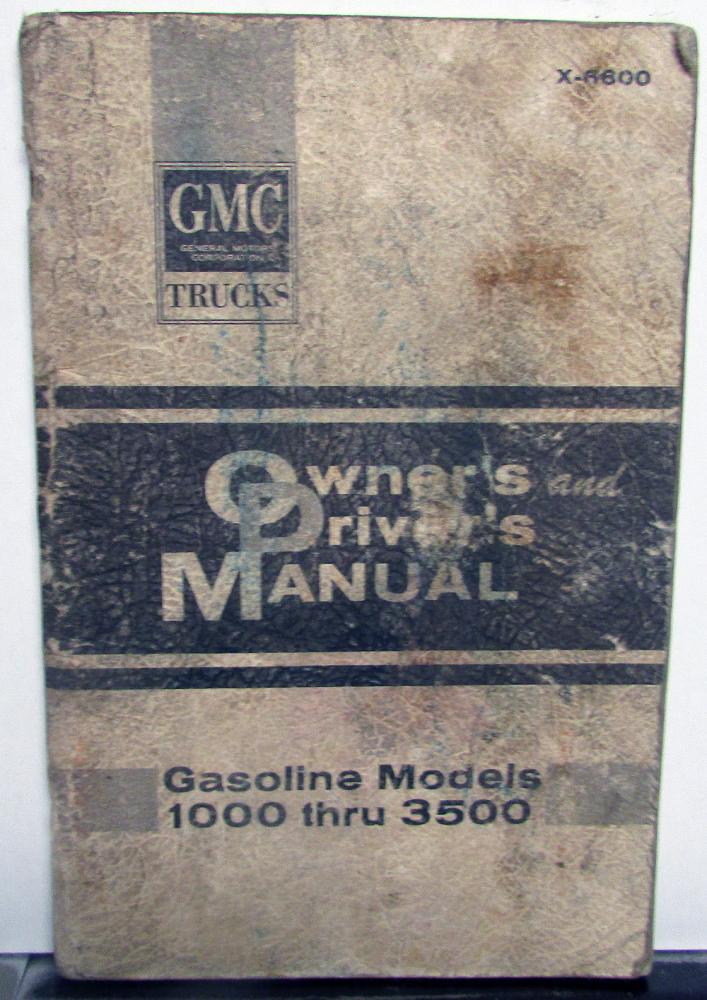 X-6600
GMC
GENERAL MOTORS
CORPORATION
TRUCKS
Owner's and
Driver's
MANUAL
Gasoline Models
1000 thru 3500